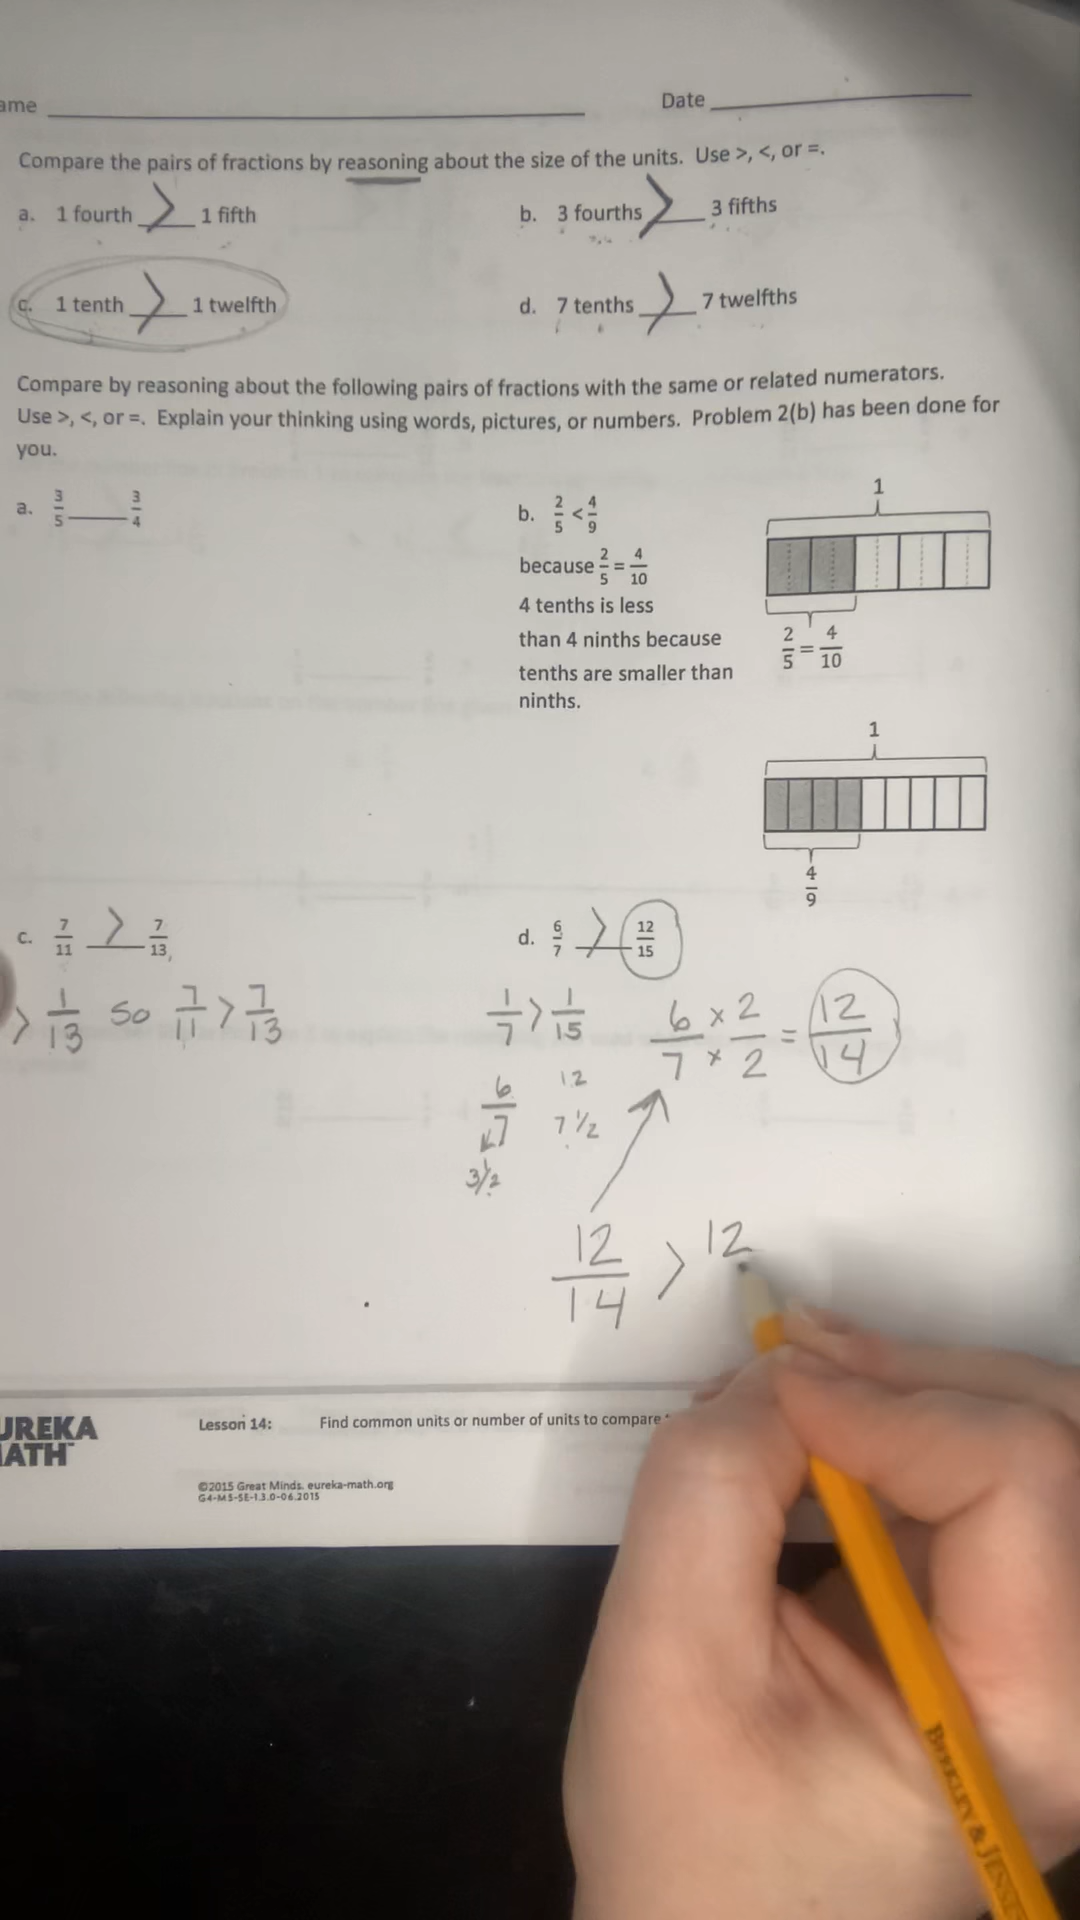 ame Date
Compare the pairs of fractions by reasoning about the size of the units. Use >, <, or =.
a. 1 fourth > 1 fifth
b. 3 fourths > 3 fifths
c. 1 tenth > 1 twelfth
d. 7 tenths > 7 twelfths
Compare by reasoning about the following pairs of fractions with the same or related numerators.
Use >, <, or =. Explain your thinking using words, pictures, or numbers. Problem 2(b) has been done for
you.
a. 3/5 3/4
b. 2/5 < 4/9
because 2/5 = 4/10
4 tenths is less
than 4 ninths because
tenths are smaller than
ninths.
1
2/5 = 4/10
1
4/9
c. 7/11 > 7/13
> 1/13 so 7/11 > 7/13
d. 6/7 > 12/15
1/7 > 1/15
6/7 × 2/2 = 12/14
6/7 12
3 1/2 7 1/2
12/14 > 12
UREKA
MATH™
Lesson 14: Find common units or number of units to compare
©2015 Great Minds. eureka-math.org
G4-M5-SE-1.3.0-06.2015
BERKLEY & JENSEN